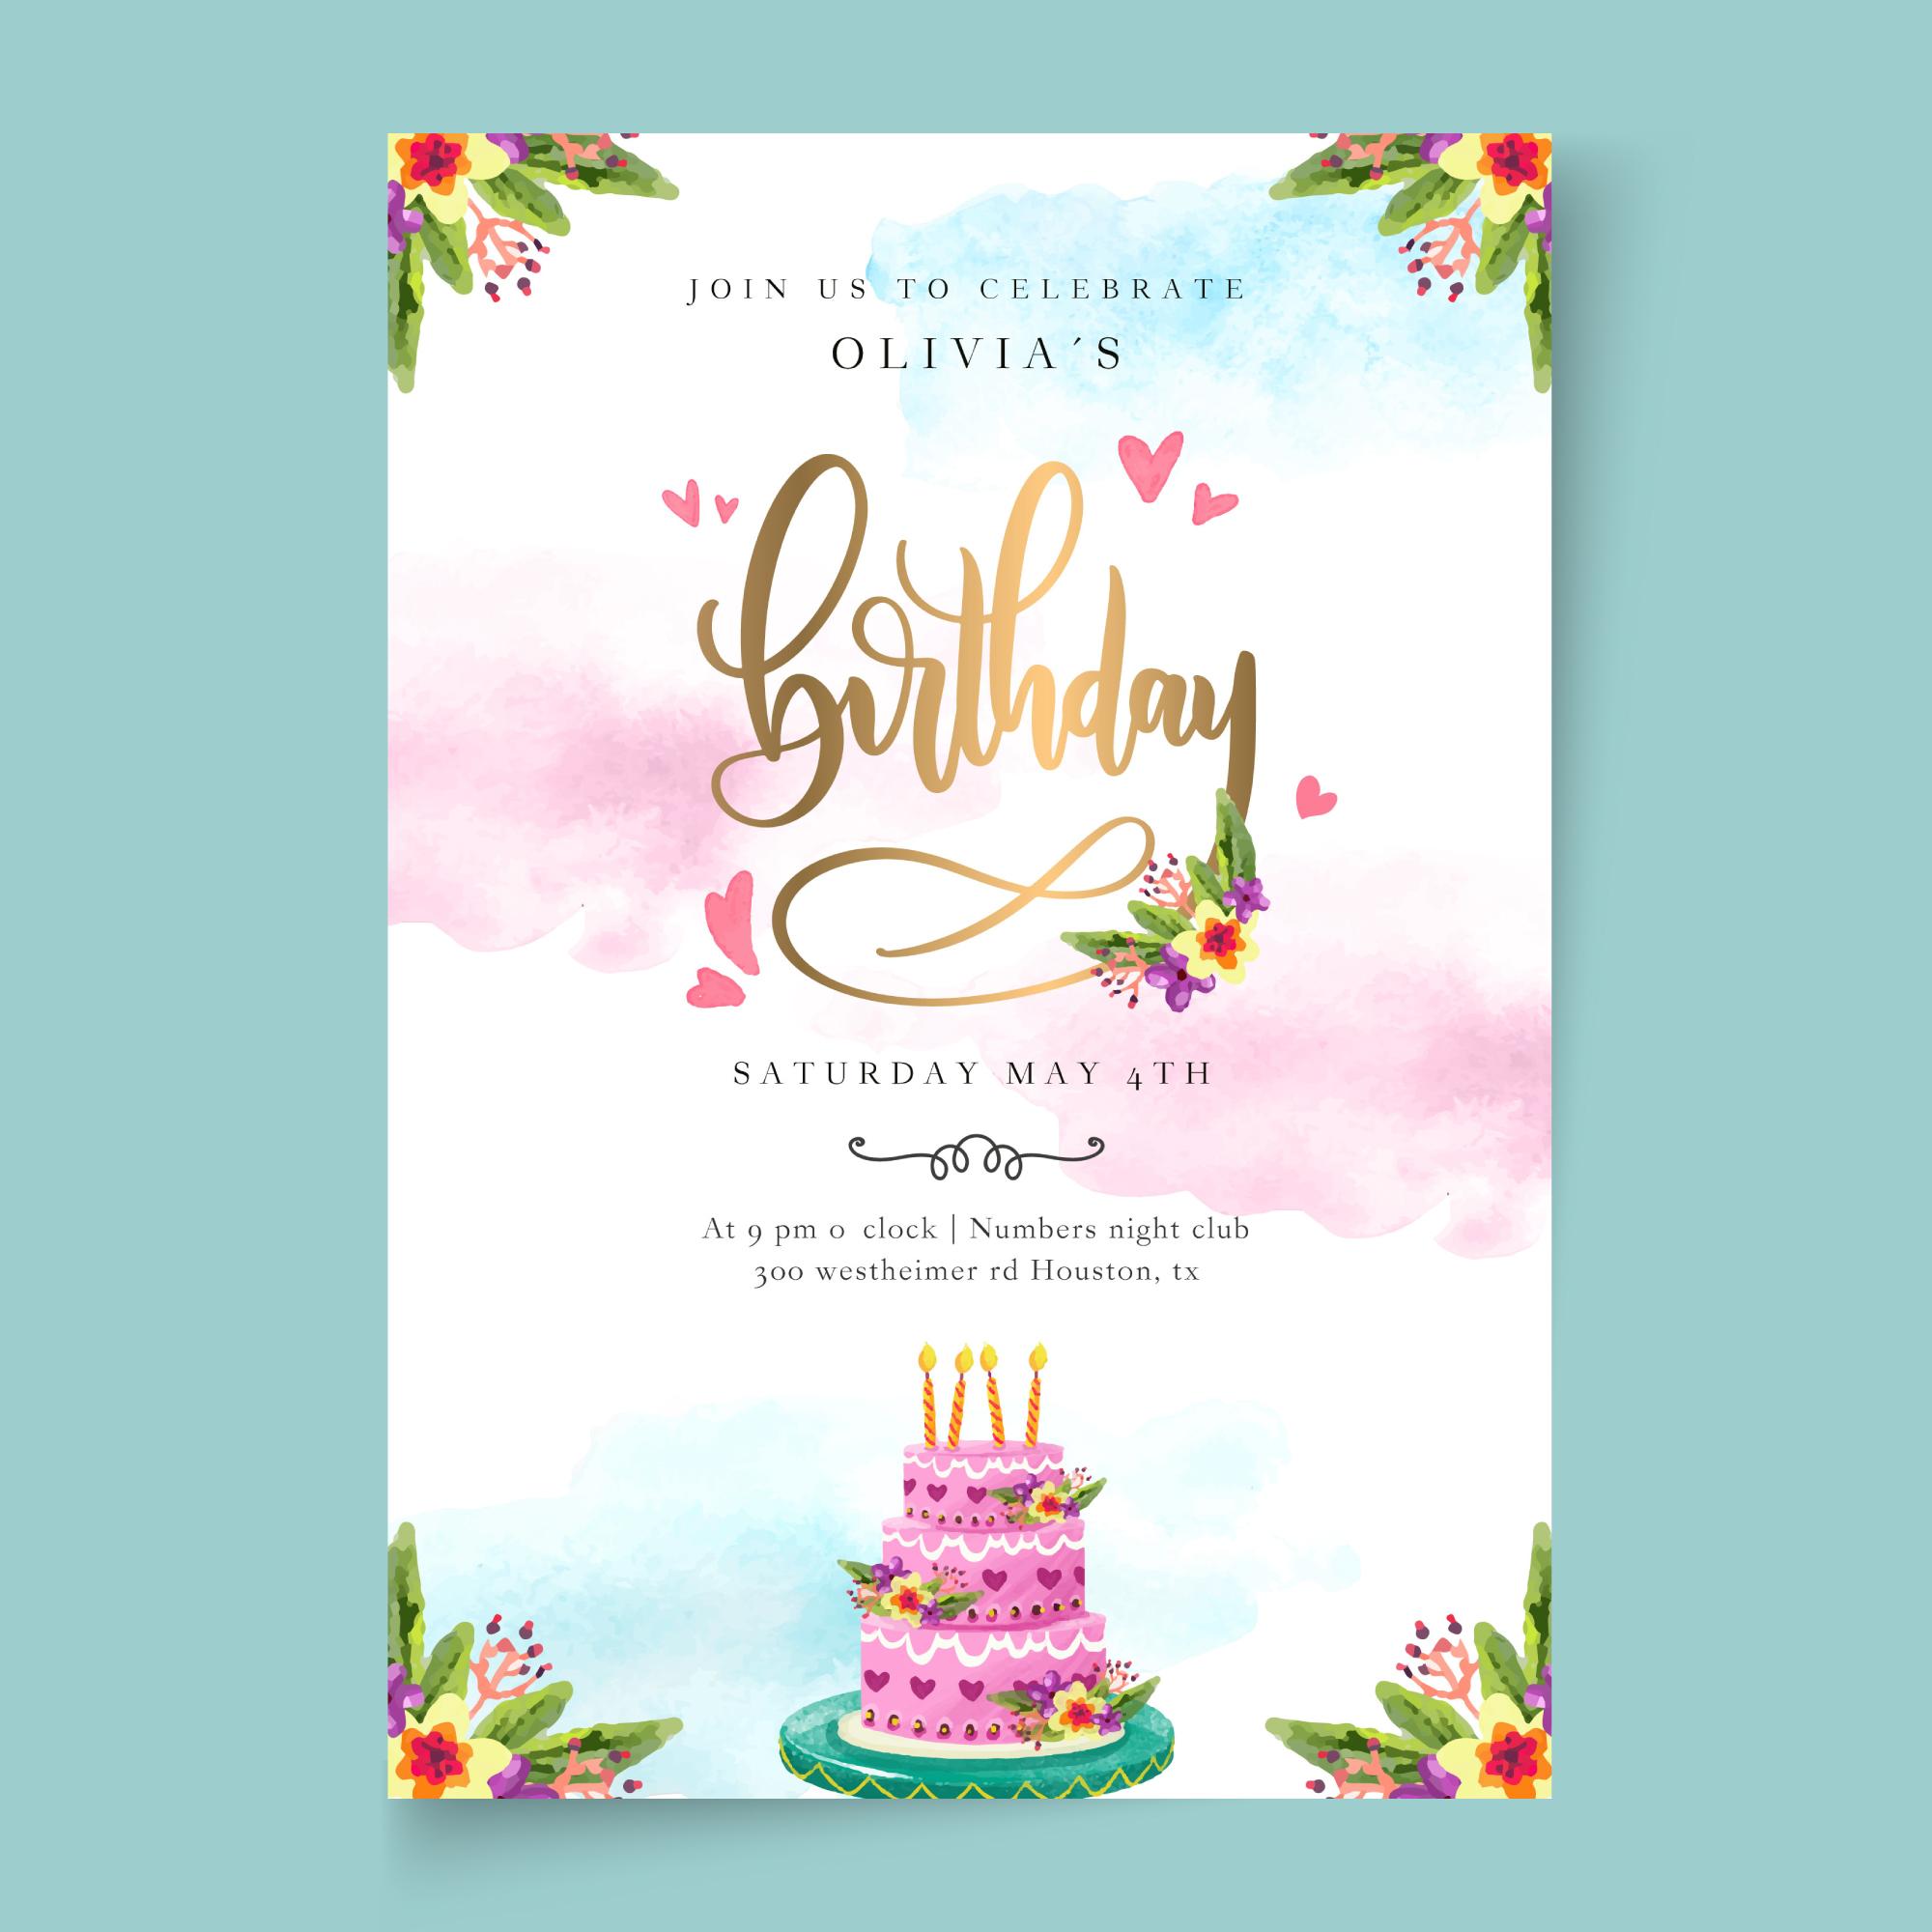 JOIN US TO CELEBRATE
OLIVIA´S
birthday
SATURDAY MAY 4TH
At 9 pm o clock | Numbers night club
300 westheimer rd Houston, tx